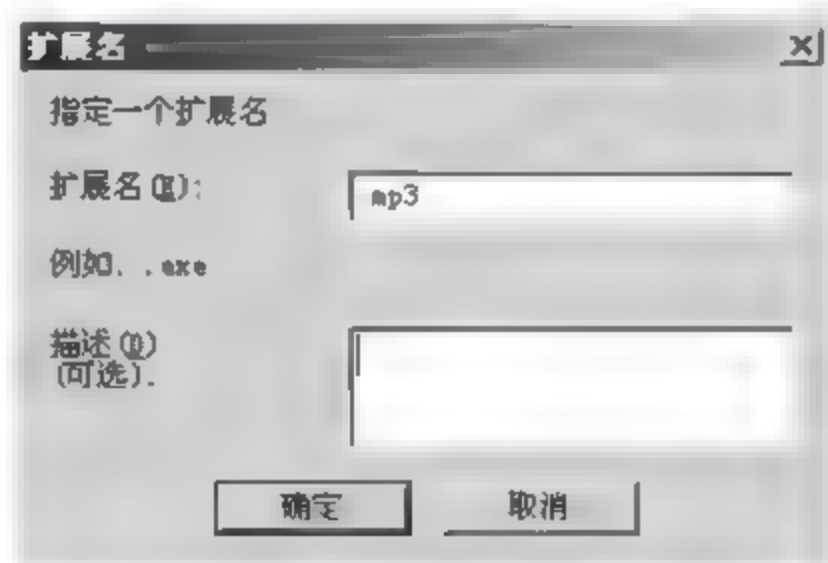 扩展名
指定一个扩展名
扩展名(E):
mp3
例如. .exe
描述(D)
(可选).
确定
取消